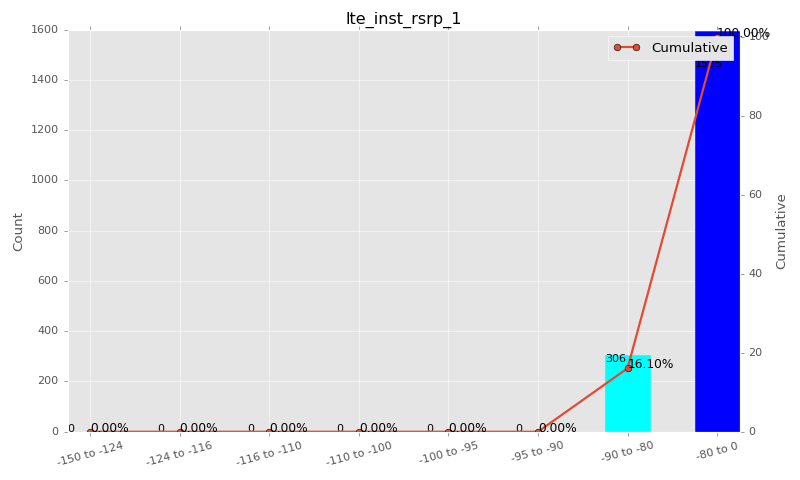 lte_inst_rsrp_1
1600
1400
1200
1000
800
600
400
200
0
Count
100
80
60
40
20
0
Cumulative
Cumulative
0 0.00%
0 0.00%
0 0.00%
0 0.00%
0 0.00%
0 0.00%
306 16.10%
100.00%
-150 to -124
-124 to -116
-116 to -110
-110 to -100
-100 to -95
-95 to -90
-90 to -80
-80 to 0